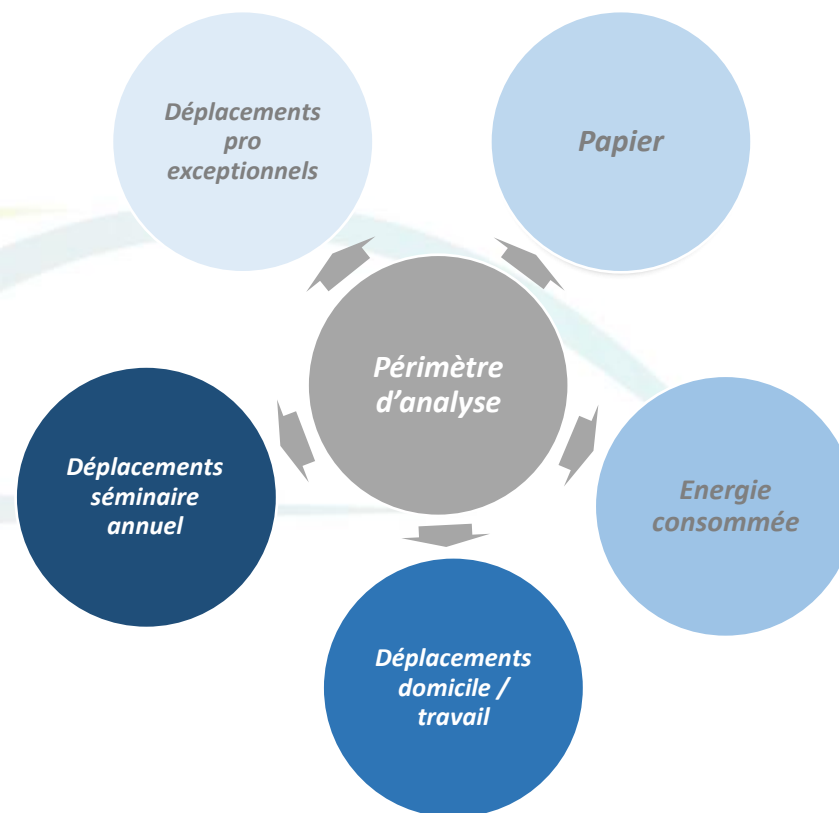 Déplacements
pro
exceptionnels
Papier
Périmètre
d’analyse
Déplacements
séminaire
annuel
Energie
consommée
Déplacements
domicile /
travail